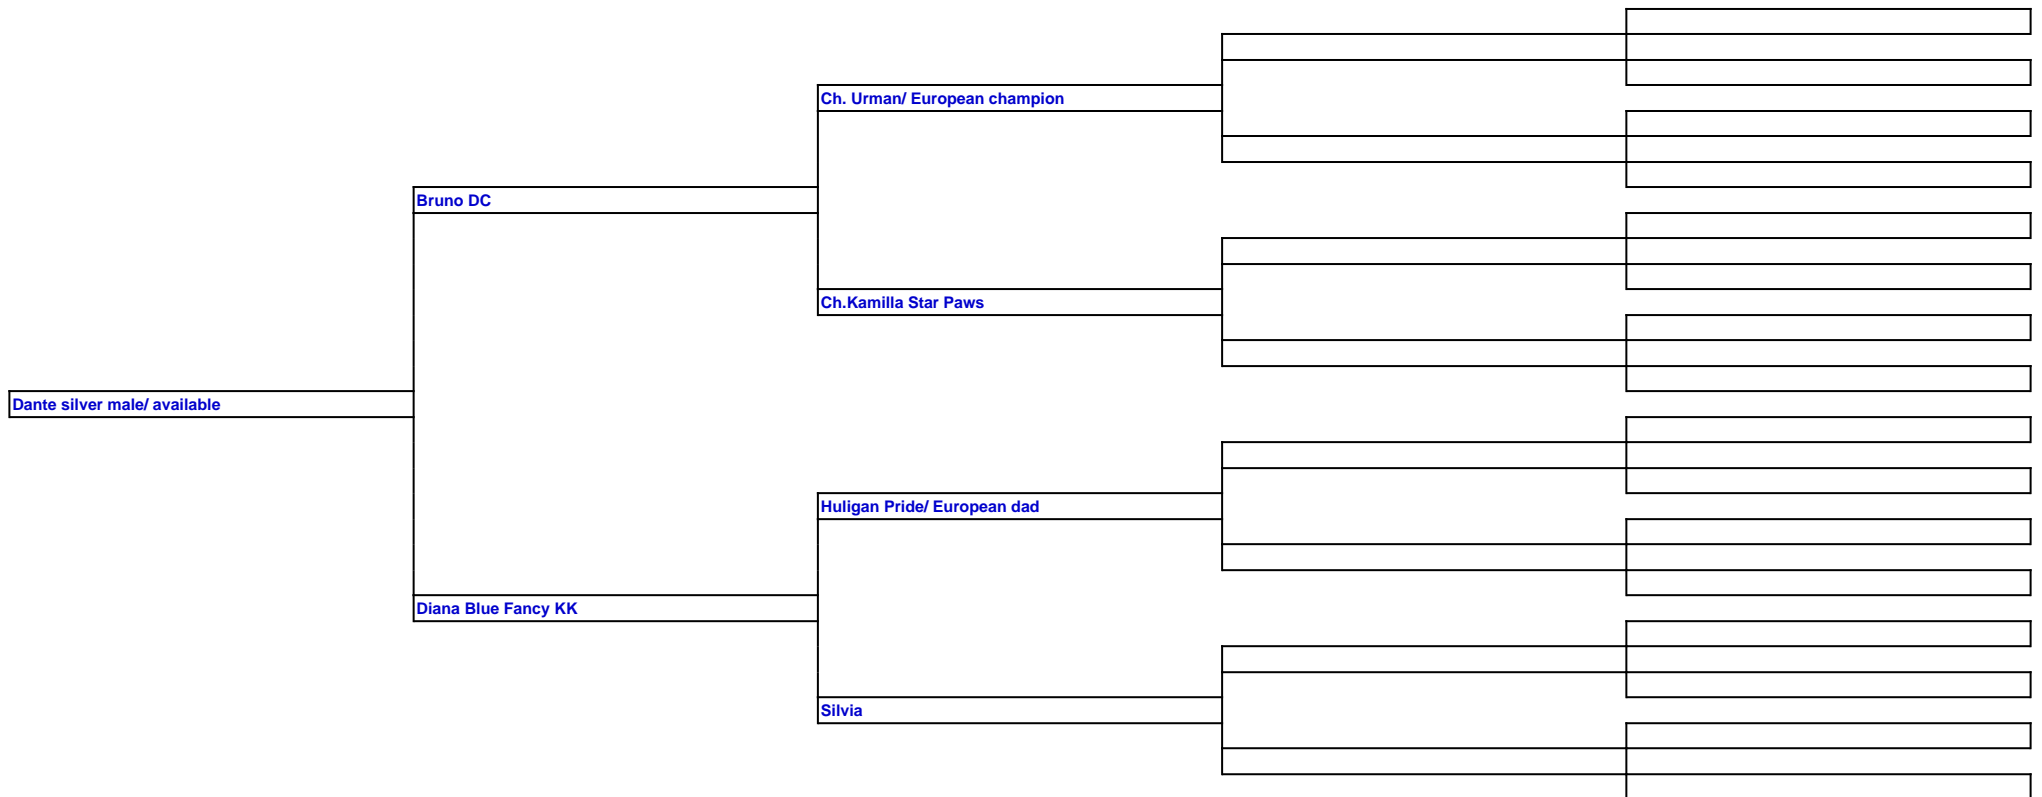 Ch. Urman/ European champion
Bruno DC
Ch.Kamilla Star Paws
Dante silver male/ available
Huligan Pride/ European dad
Diana Blue Fancy KK
Silvia